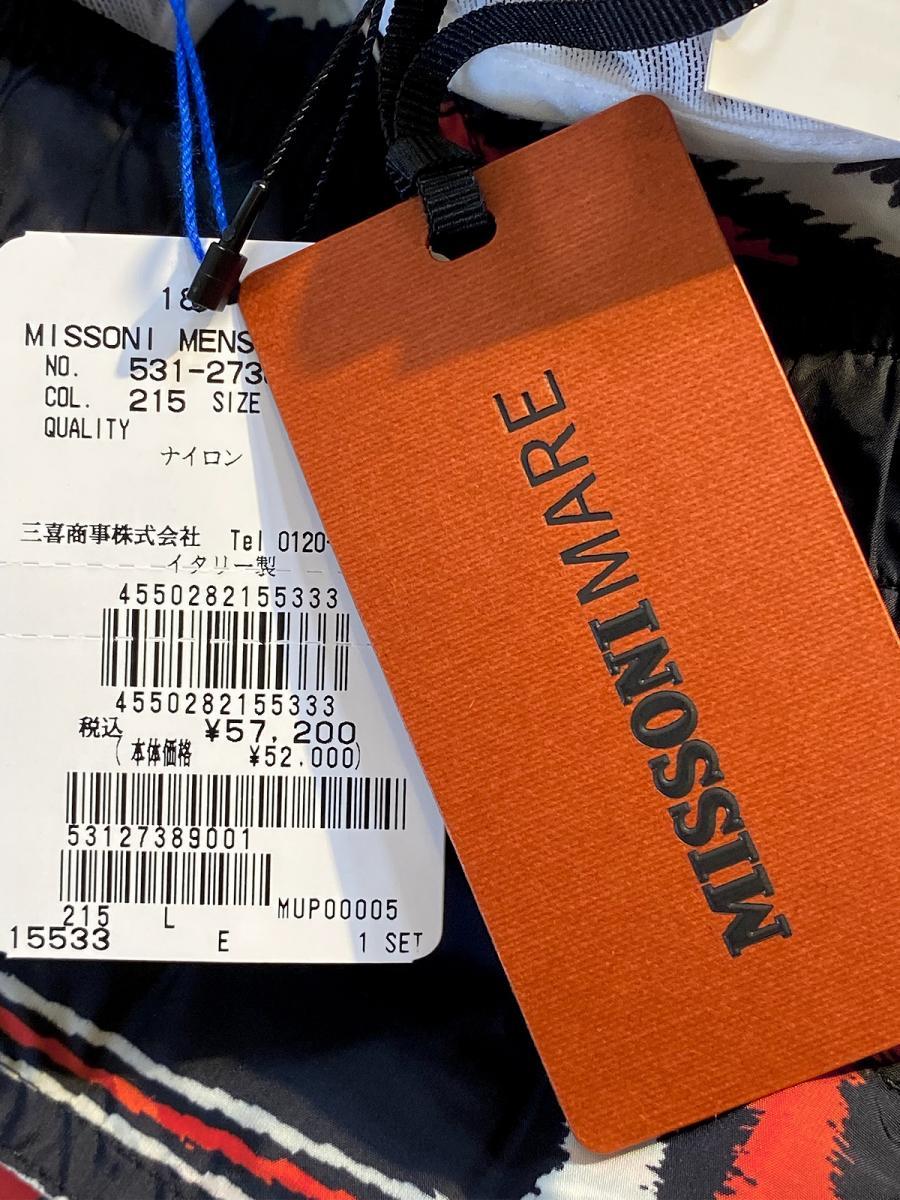 18
MISSONI MENS
NO. 531-273
COL. 215 SIZE
QUALITY
ナイロン
三喜商事株式会社 Tel 0120-
イタリー製
4550282155333
4550282155333
税込 ¥57,200
(本体価格 ¥52,000)
53127389001
215 L MUP00005
15533 E 1 SET
MISSONI MARE